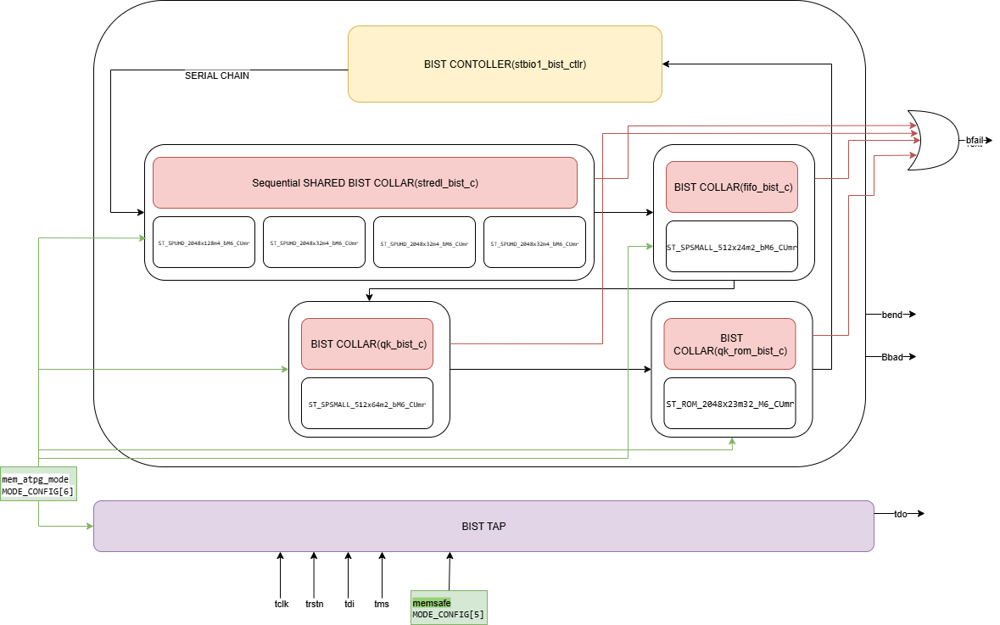 BIST CONTOLLER(stbio1_bist_ctlr)
SERIAL CHAIN
bfail
Sequential SHARED BIST COLLAR(stredl_bist_c)
BIST COLLAR(fifo_bist_c)
ST_SPUHD_2048x128m4_bM6_CUmr
ST_SPUHD_2048x32m4_bM6_CUmr
ST_SPUHD_2048x32m4_bM6_CUmr
ST_SPUHD_2048x32m4_bM6_CUmr
ST_SPSMALL_512x24m2_bM6_CUmr
bend
BIST COLLAR(qk_bist_c)
BIST
COLLAR(qk_rom_bist_c)
Bbad
ST_SPSMALL_512x64m2_bM6_CUmr
ST_ROM_2048x23m32_M6_CUmr
mem_atpg_mode
MODE_CONFIG[6]
tdo
BIST TAP
tclk
trstn
tdi
tms
memsafe
MODE_CONFIG[5]